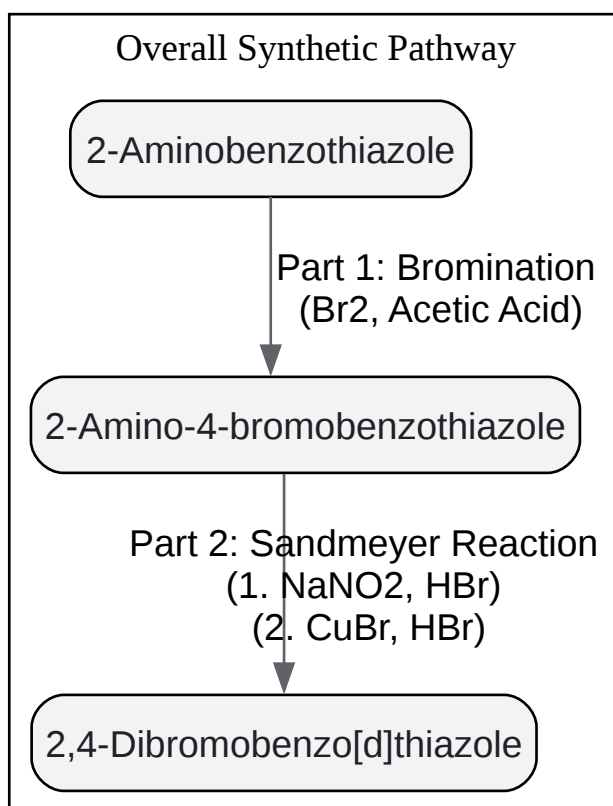 Overall Synthetic Pathway
2-Aminobenzothiazole
Part 1: Bromination
(Br2, Acetic Acid)
2-Amino-4-bromobenzothiazole
Part 2: Sandmeyer Reaction
(1. NaNO2, HBr)
(2. CuBr, HBr)
2,4-Dibromobenzo[d]thiazole